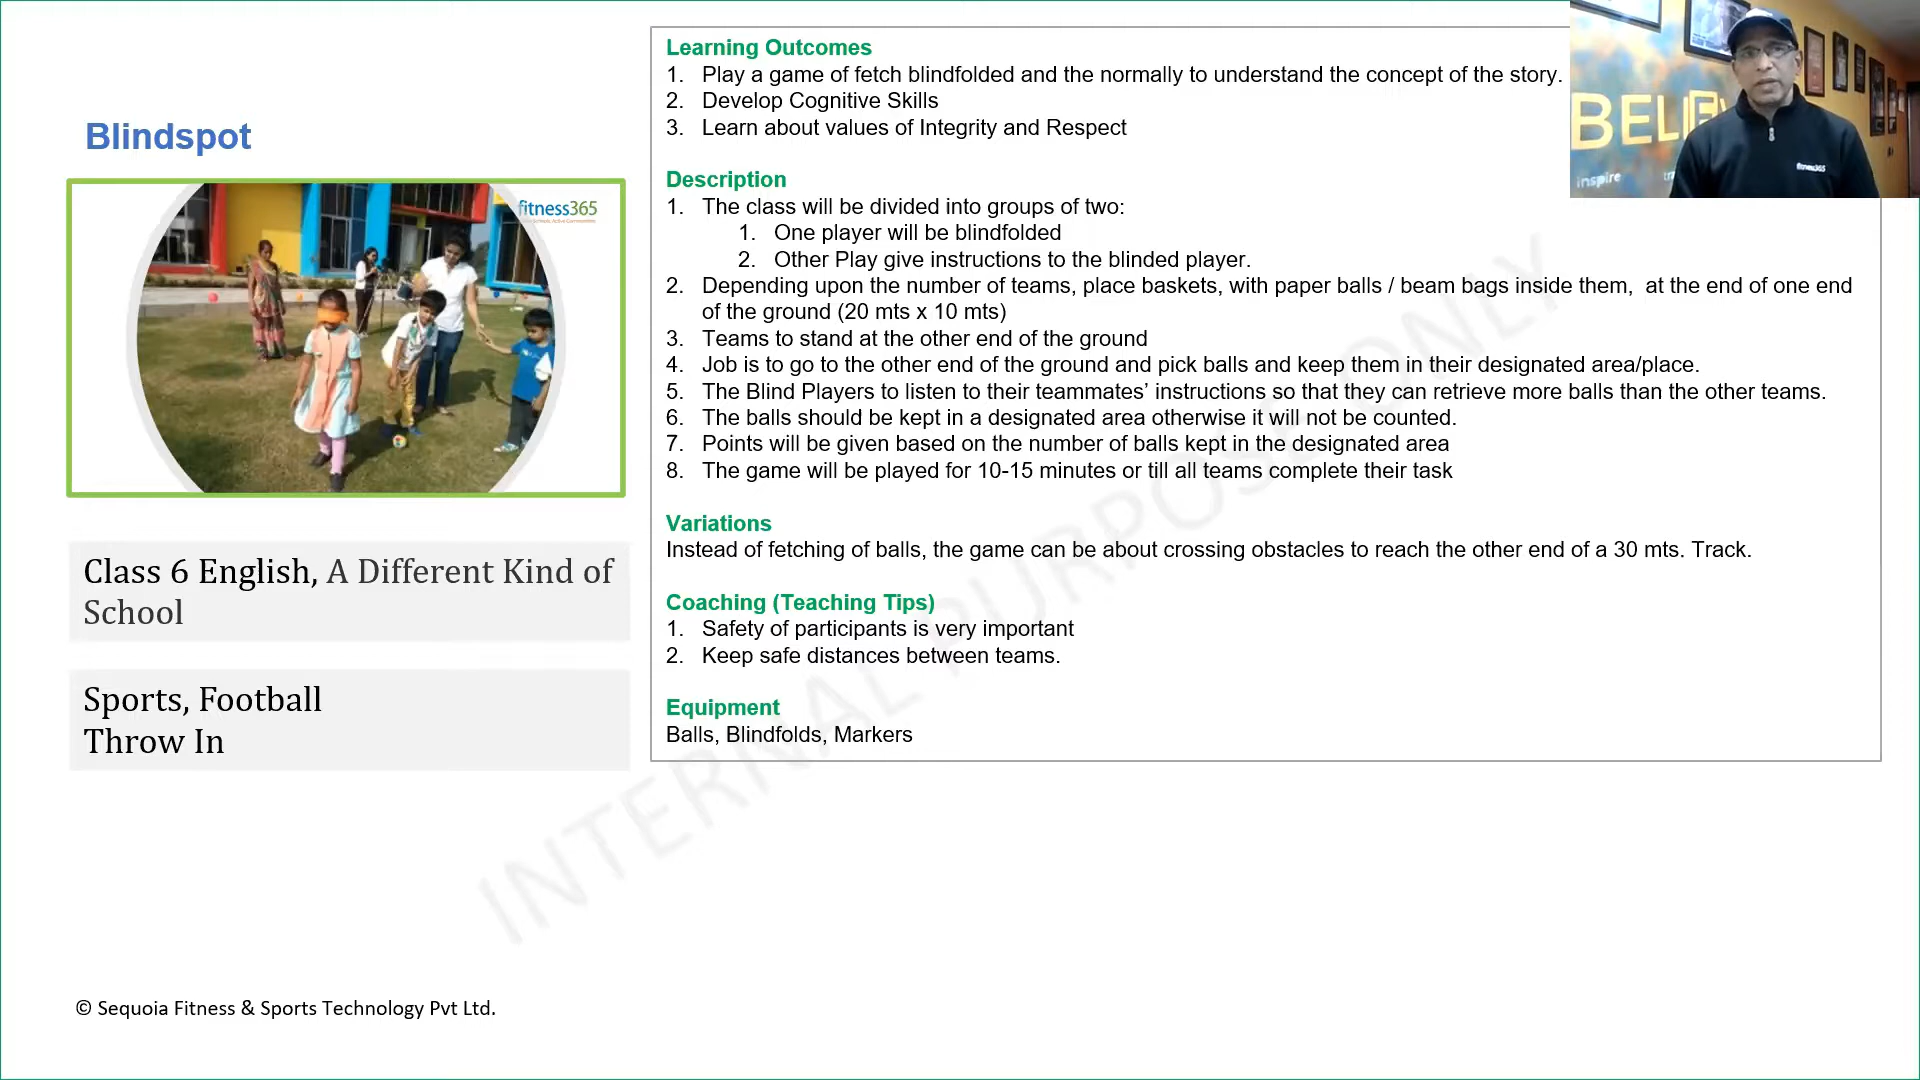 Blindspot
fitness365
Class 6 English, A Different Kind of
School
Sports, Football
Throw In
Learning Outcomes
1. Play a game of fetch blindfolded and the normally to understand the concept of the story.
2. Develop Cognitive Skills
3. Learn about values of Integrity and Respect
Description
1. The class will be divided into groups of two:
1. One player will be blindfolded
2. Other Play give instructions to the blinded player.
2. Depending upon the number of teams, place baskets, with paper balls / beam bags inside them, at the end of one end
of the ground (20 mts x 10 mts)
3. Teams to stand at the other end of the ground
4. Job is to go to the other end of the ground and pick balls and keep them in their designated area/place.
5. The Blind Players to listen to their teammates’ instructions so that they can retrieve more balls than the other teams.
6. The balls should be kept in a designated area otherwise it will not be counted.
7. Points will be given based on the number of balls kept in the designated area
8. The game will be played for 10-15 minutes or till all teams complete their task
Variations
Instead of fetching of balls, the game can be about crossing obstacles to reach the other end of a 30 mts. Track.
Coaching (Teaching Tips)
1. Safety of participants is very important
2. Keep safe distances between teams.
Equipment
Balls, Blindfolds, Markers
INTERNAL PURPOSE ONLY
inspire
fitness365
© Sequoia Fitness & Sports Technology Pvt Ltd.